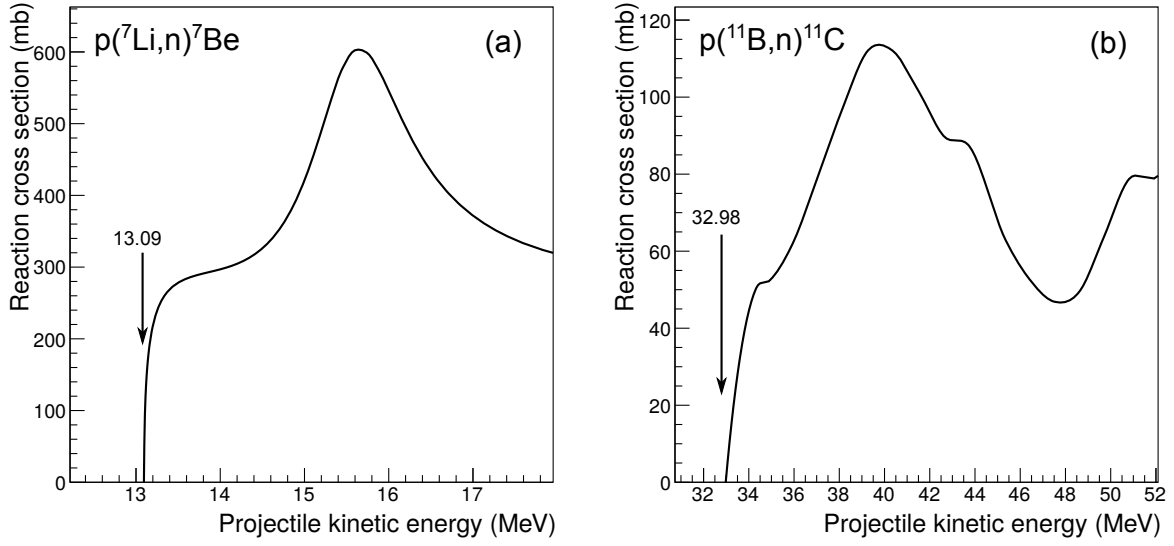 p(⁷Li,n)⁷Be
(a)
Reaction cross section (mb)
600
500
400
300
200
100
0
13.09
13 14 15 16 17
Projectile kinetic energy (MeV)
p(¹¹B,n)¹¹C
(b)
Reaction cross section (mb)
120
100
80
60
40
20
0
32.98
32 34 36 38 40 42 44 46 48 50 52
Projectile kinetic energy (MeV)